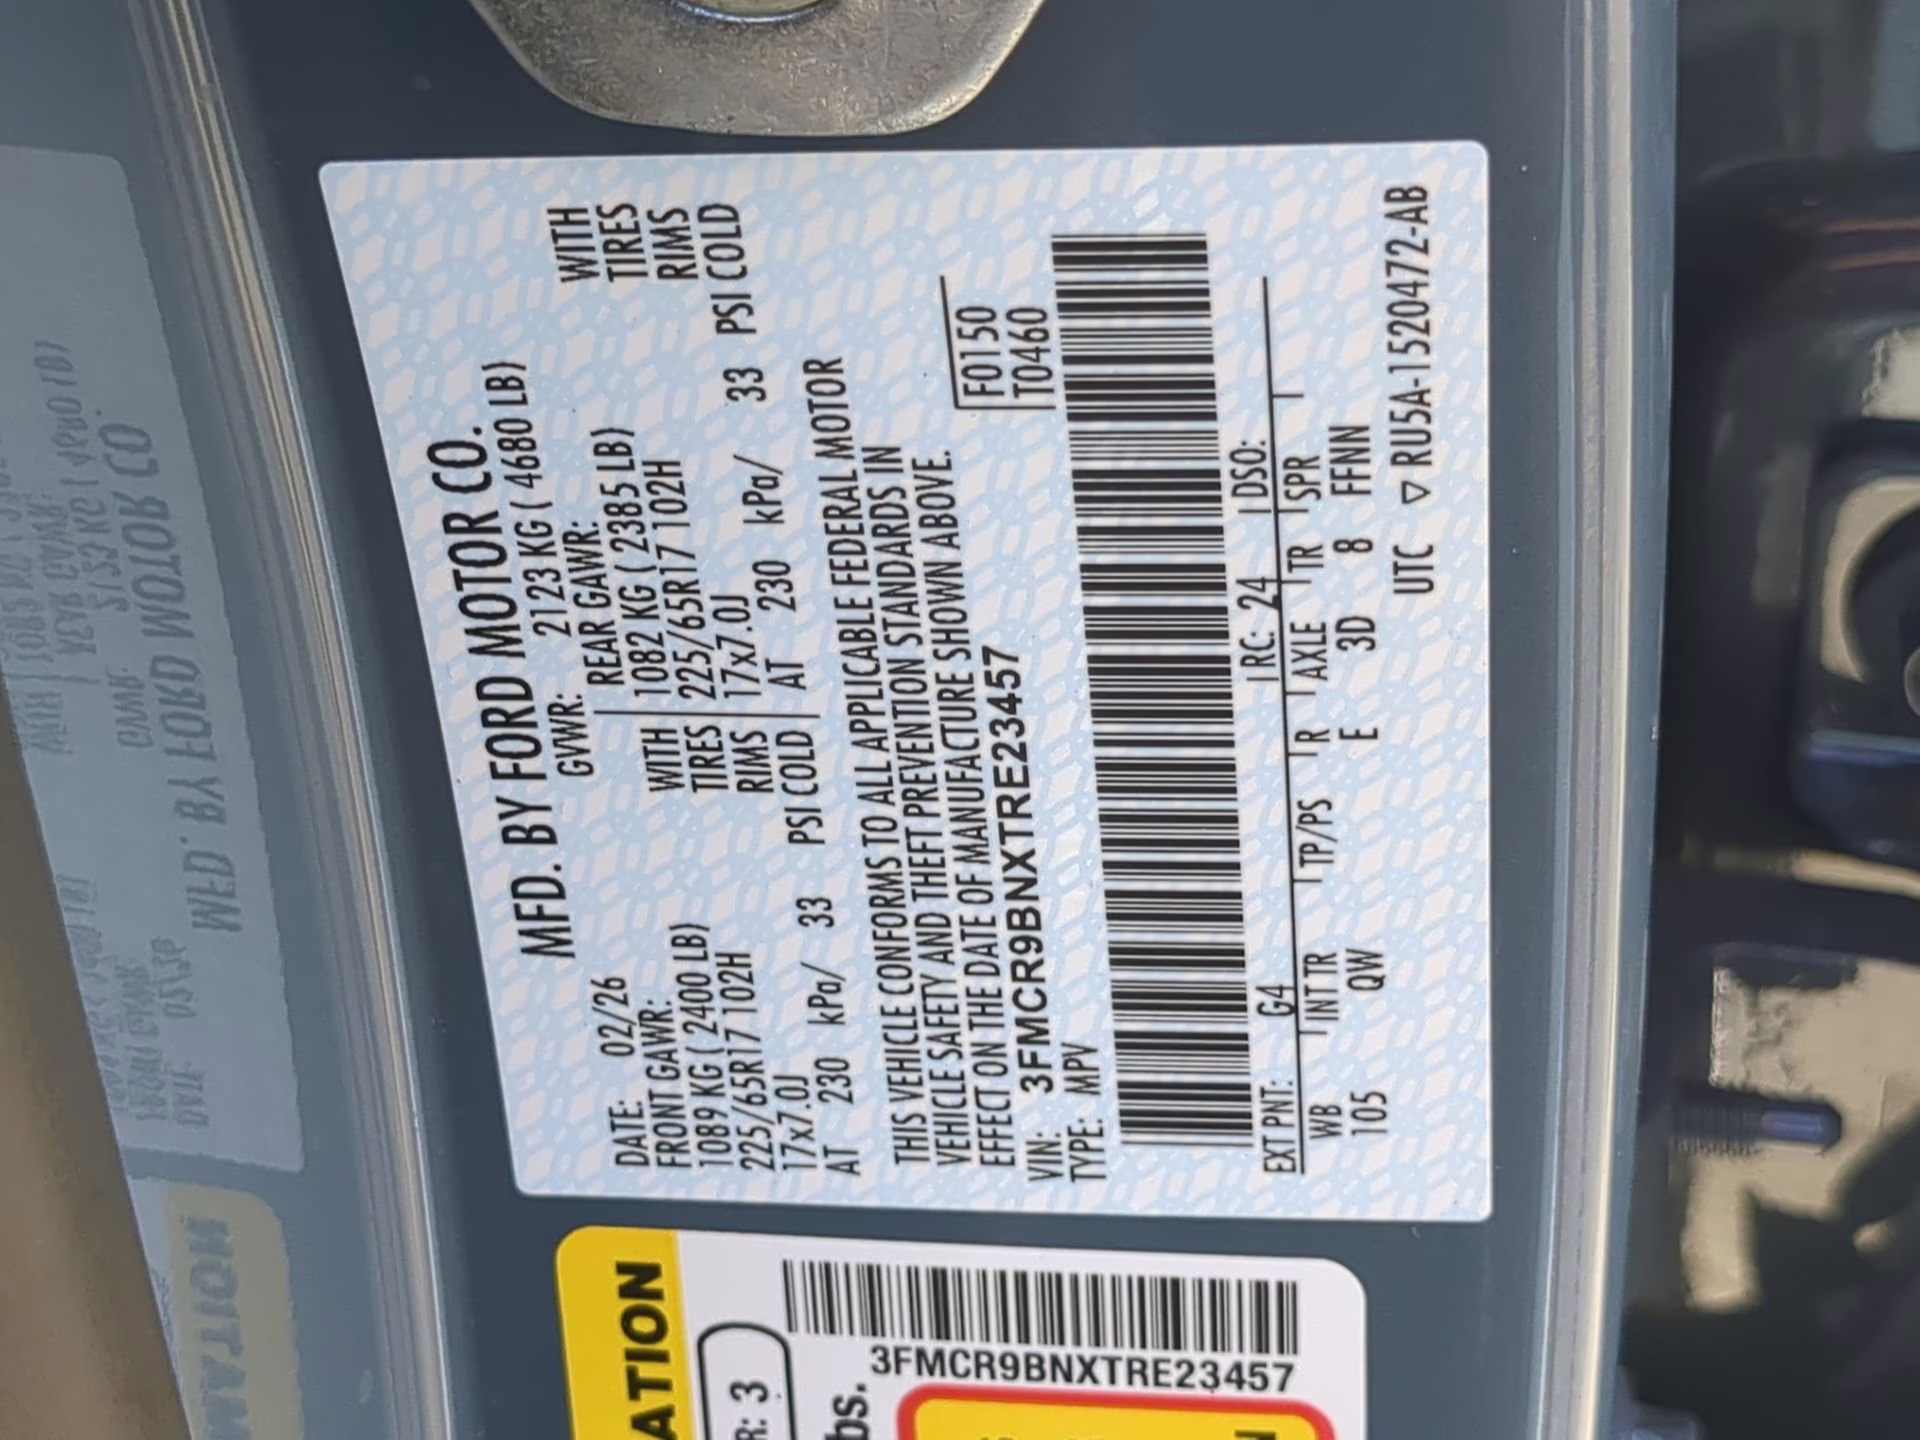 MFD. BY FORD MOTOR CO.
DATE: 02/26 GVWR: 2123 KG ( 4680 LB)
FRONT GAWR: REAR GAWR:
1089 KG ( 2400 LB) WITH 1082 KG ( 2385 LB) WITH
225/65R17 102H TIRES 225/65R17 102H TIRES
17x7.0J RIMS 17x7.0J RIMS
AT 230 kPa/ 33 PSI COLD AT 230 kPa/ 33 PSI COLD
THIS VEHICLE CONFORMS TO ALL APPLICABLE FEDERAL MOTOR
VEHICLE SAFETY AND THEFT PREVENTION STANDARDS IN
EFFECT ON THE DATE OF MANUFACTURE SHOWN ABOVE.
VIN: 3FMCR9BNXTRE23457 F0150
TYPE: MPV T0460
EXT PNT: G4 RC: 24 DSO:
WB INT TR TP/PS R AXLE TR SPR
105 QW E 3D 8 FFNN
UTC ▽ RU5A-1520472-AB
ATION
R: 3
bs.
3FMCR9BNXTRE23457